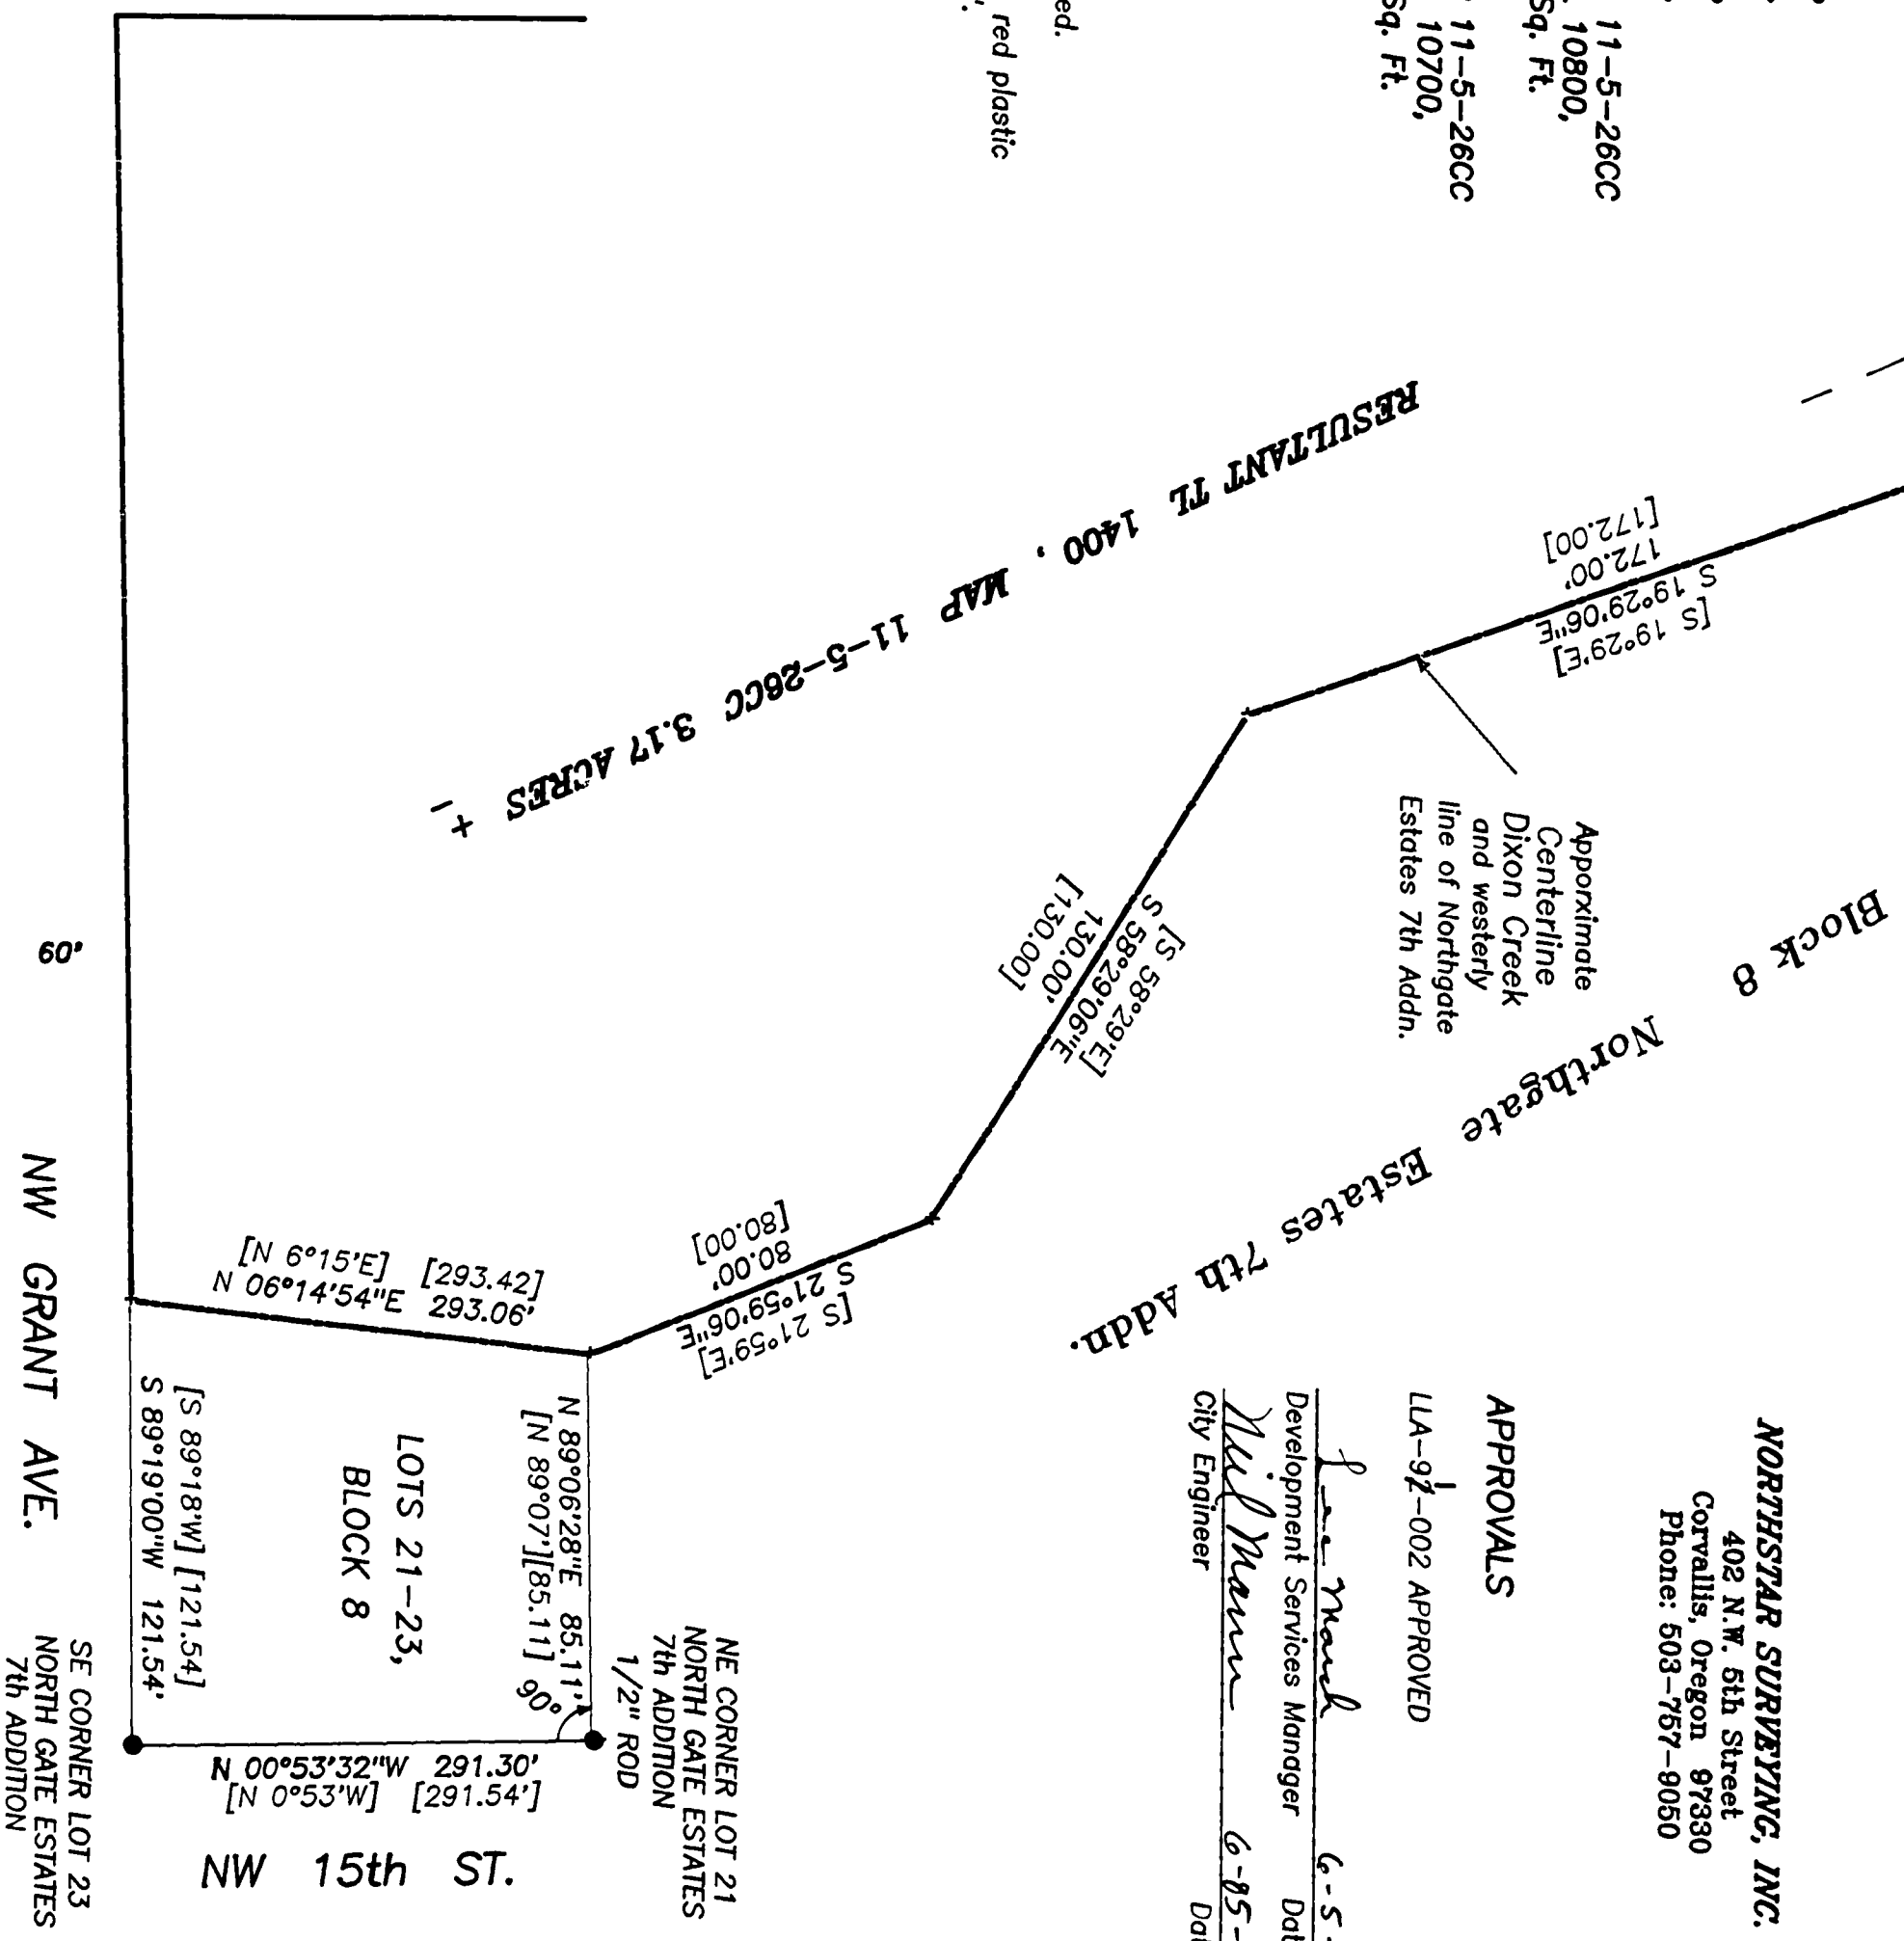 11-5-26CC
10800,
Sq. Ft.
11-5-26CC
10700,
Sq. Ft.
ed.
red plastic
RESULTANT TL 1400 , MAP 11-5-26CC 3.17 ACRES +-
[S 19°29'E]
S 19°29'06"E
172.00'
[172.00]
Apporximate
Centerline
Dixon Creek
and westerly
line of Northgate
Estates 7th Addn.
[S 58°29'E]
S 58°29'06"E
130.00'
[130.00]
Block 8 Northgate Estates 7th Addn.
[S 21°59'E]
S 21°59'06"E
80.00'
[80.00]
[N 6°15'E] [293.42]
N 06°14'54"E 293.06'
N 89°06'28"E 85.11'
[N 89°07'][85.11]
90°
LOTS 21-23,
BLOCK 8
[S 89°18'W] [121.54]
S 89°19'00"W 121.54'
N 00°53'32"W 291.30'
[N 0°53'W] [291.54']
NW 15th ST.
60'
NW GRANT AVE.
NE CORNER LOT 21
NORTH GATE ESTATES
7th ADDITION
1/2" ROD
SE CORNER LOT 23
NORTH GATE ESTATES
7th ADDITION
NORTHSTAR SURVEYING, INC.
402 N.W. 5th Street
Corvallis, Oregon 97330
Phone: 503-757-9050
APPROVALS
LLA-91-002 APPROVED
6-5-
Development Services Manager Dat
6-85-
City Engineer Dat